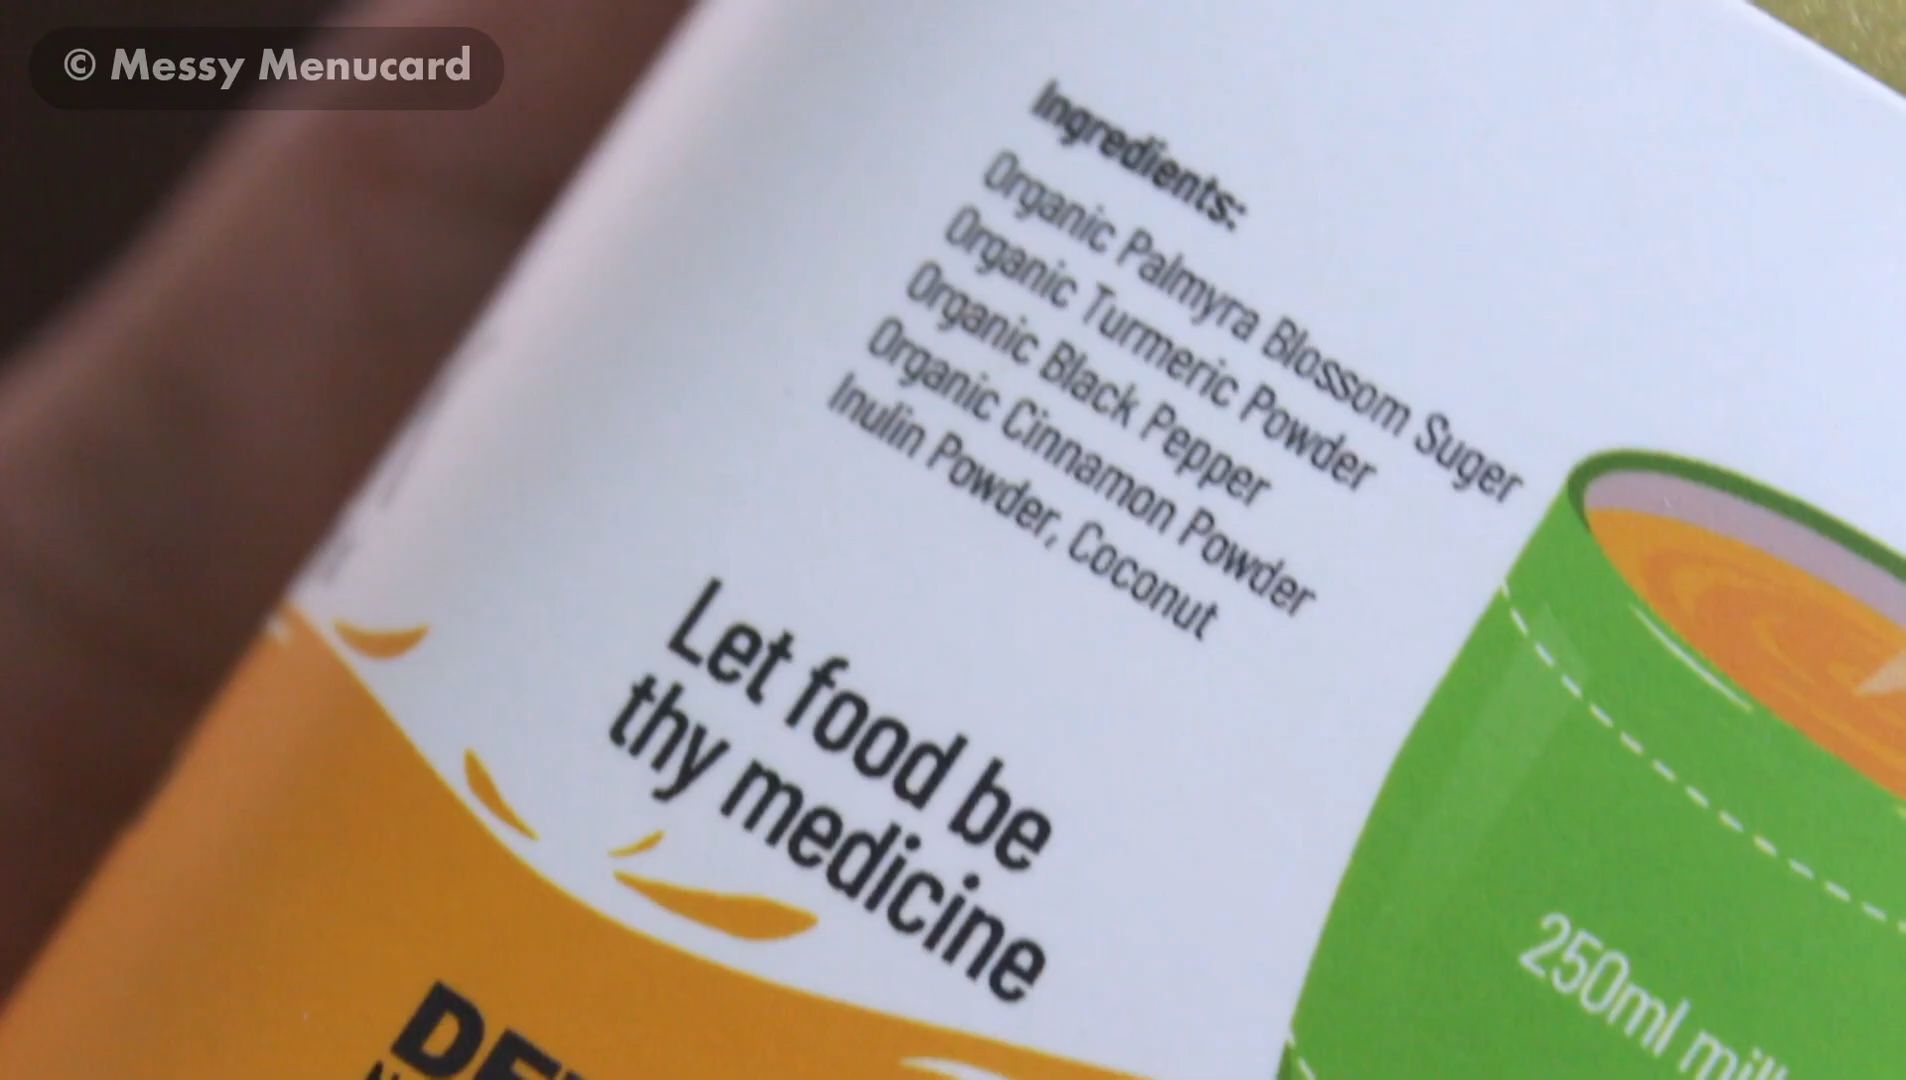 © Messy Menucard
Ingredients:
Organic Palmyra Blossom Suger
Organic Turmeric Powder
Organic Black Pepper
Organic Cinnamon Powder
Inulin Powder, Coconut
Let food be
thy medicine
250ml